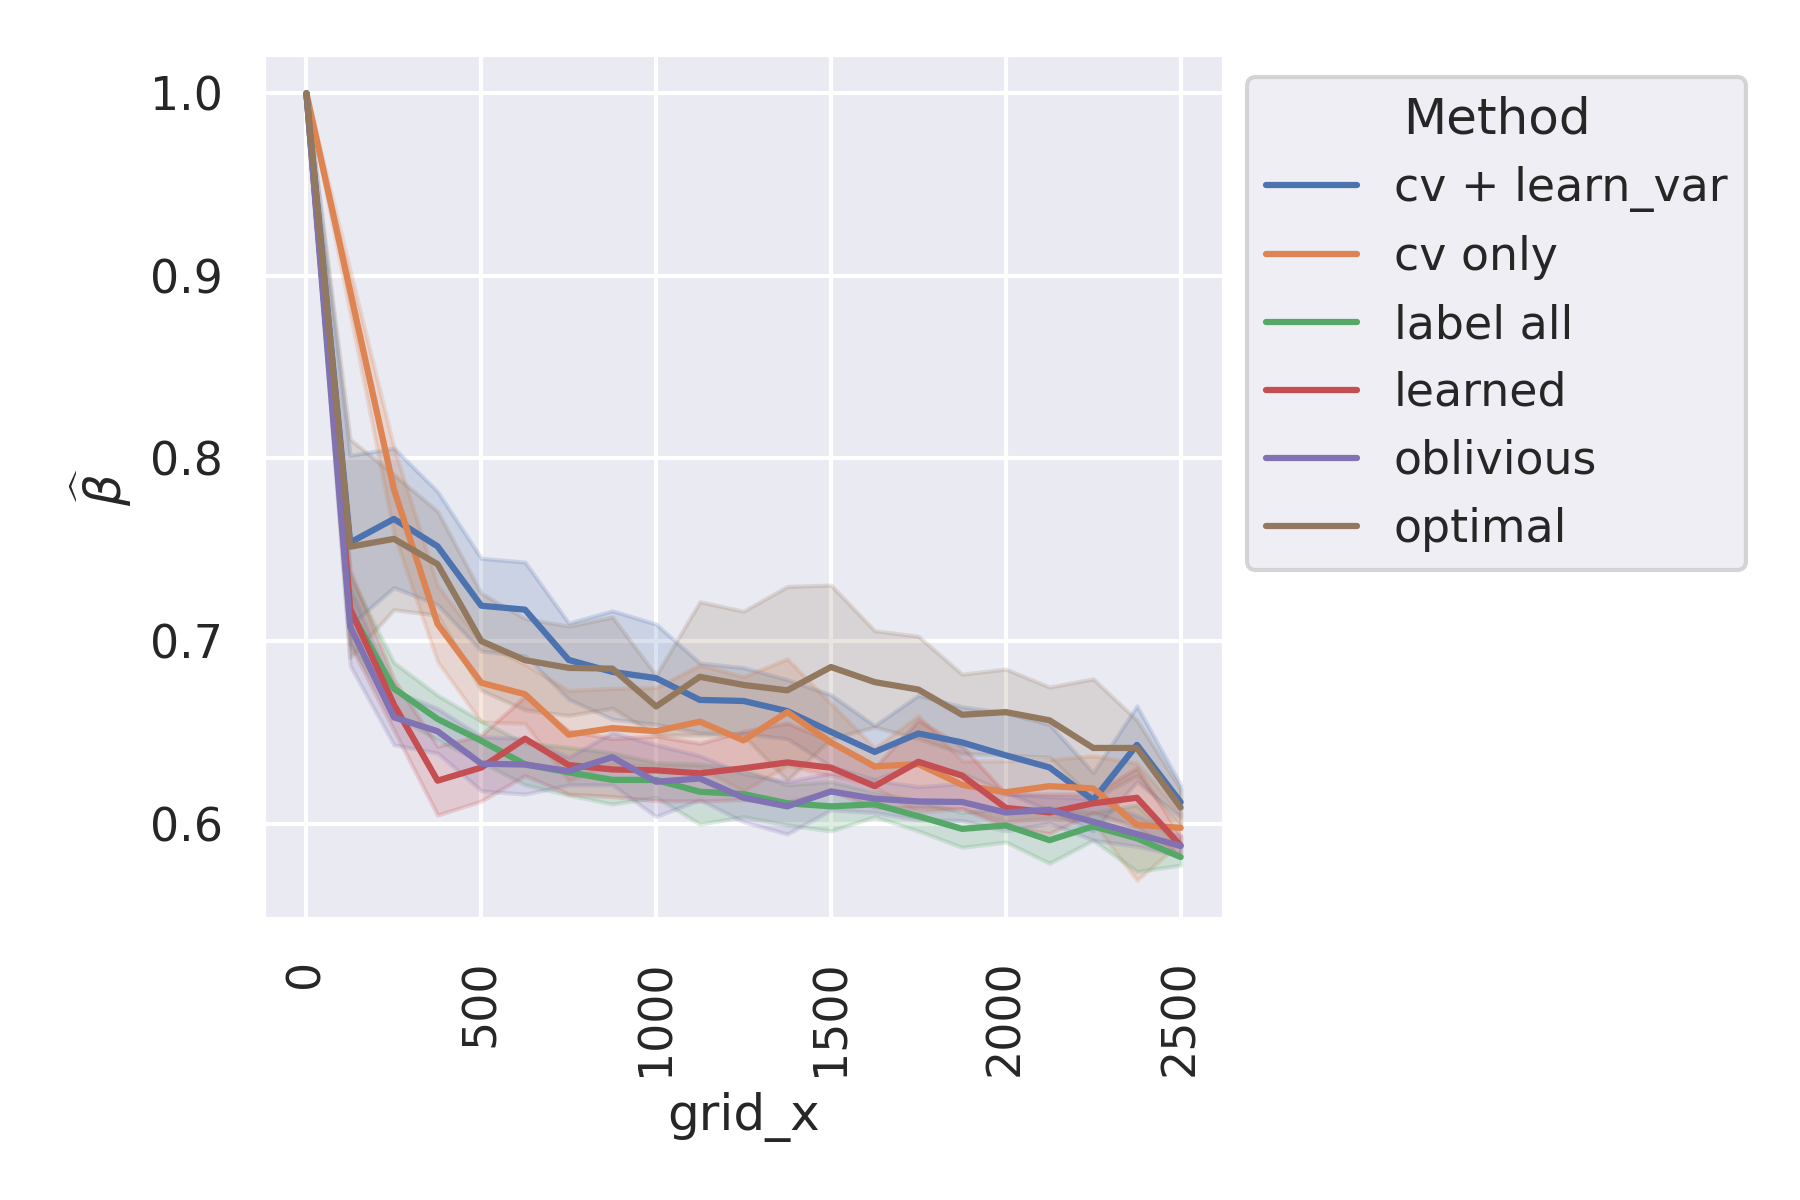 1.0
0.9
0.8
0.7
0.6
β̂
0
500
1000
1500
2000
2500
grid_x
Method
cv + learn_var
cv only
label all
learned
oblivious
optimal